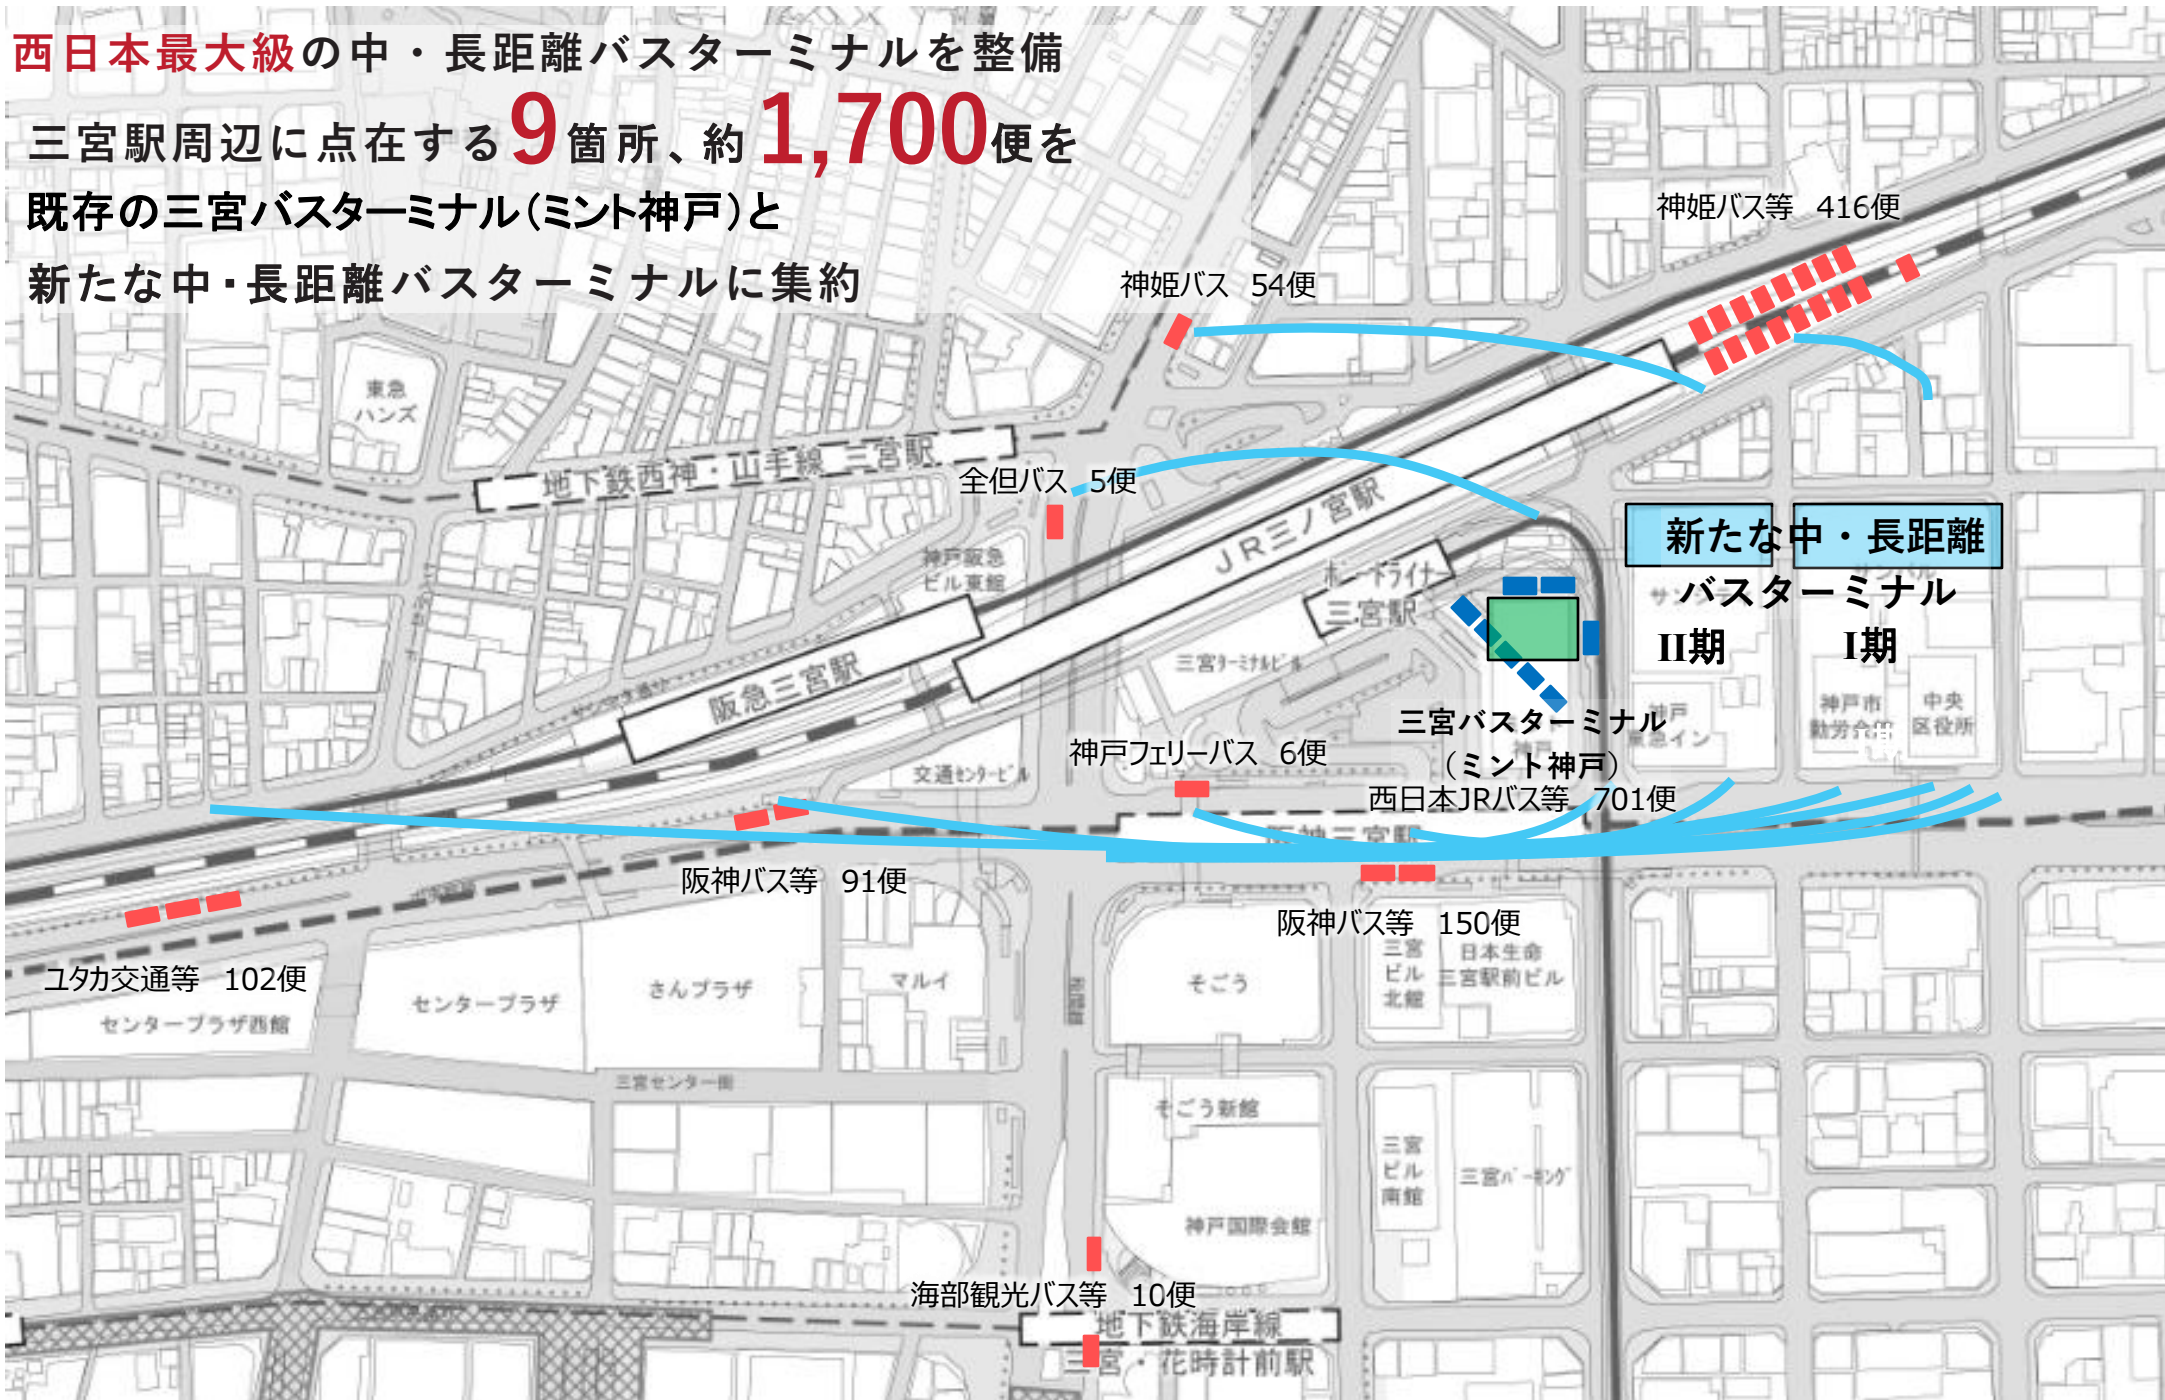 西日本最大級の中・長距離バスターミナルを整備
三宮駅周辺に点在する9箇所、約1,700便を
既存の三宮バスターミナル(ミント神戸)と
新たな中・長距離バスターミナルに集約
神姫バス等 416便
神姫バス 54便
東急
ハンズ
地下鉄西神・山手線 三宮駅
全但バス 5便
JR三ノ宮駅
神戸阪急
ビル東館
ポートライナー
三宮駅
新たな中・長距離
バスターミナル
II期
I期
サンパル
三宮ターミナルビル
阪急三宮駅
三宮バスターミナル
(ミント神戸)
西日本JRバス等 701便
神戸
東急イン
神戸市
勤労会館
中央
区役所
神戸フェリーバス 6便
交通センタービル
阪神三宮駅
阪神バス等 91便
阪神バス等 150便
ユタカ交通等 102便
センタープラザ西館
センタープラザ
さんプラザ
マルイ
そごう
三宮
ビル
北館
日本生命
三宮駅前ビル
三宮センター街
そごう新館
三宮
ビル
南館
三宮パーキング
神戸国際会館
海部観光バス等 10便
地下鉄海岸線
三宮・花時計前駅